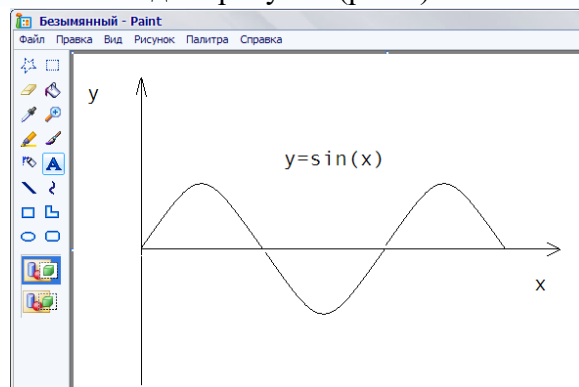 Безымянный - Paint
Файл Правка Вид Рисунок Палитра Справка
A
y
y=sin(x)
x